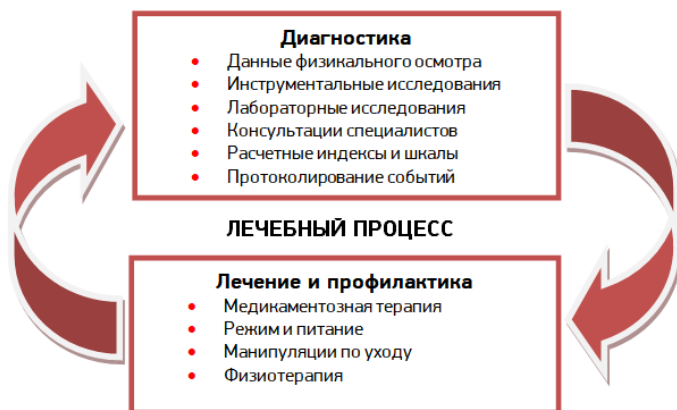 Диагностика
Данные физикального осмотра
Инструментальные исследования
Лабораторные исследования
Консультации специалистов
Расчетные индексы и шкалы
Протоколирование событий
ЛЕЧЕБНЫЙ ПРОЦЕСС
Лечение и профилактика
Медикаментозная терапия
Режим и питание
Манипуляции по уходу
Физиотерапия